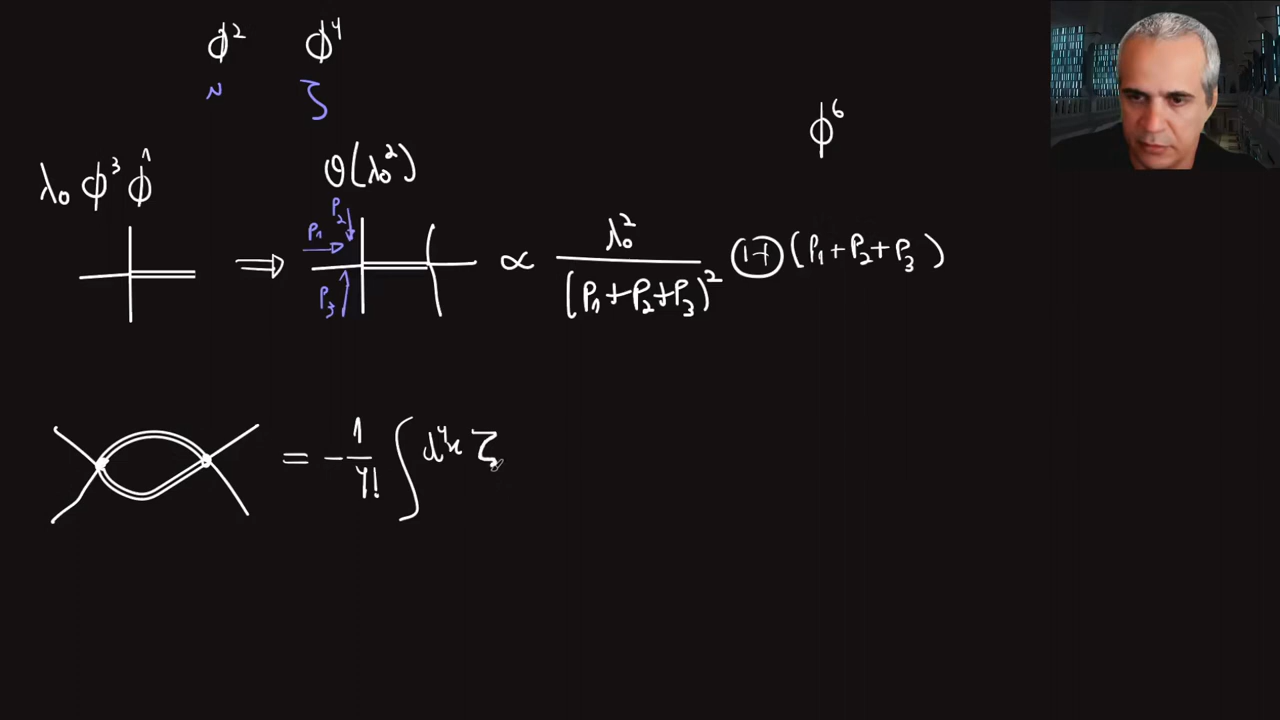 ϕ² ϕ⁴
μ ζ
ϕ⁶
λ₀ ϕ³ ϕ̂
O(λ₀²)
P₁ P₂ P₃
⇒ ∝ λ₀² / (P₁+P₂+P₃)² Θ(P₁+P₂+P₃)
= − 1/4! ∫ d⁴x ζ